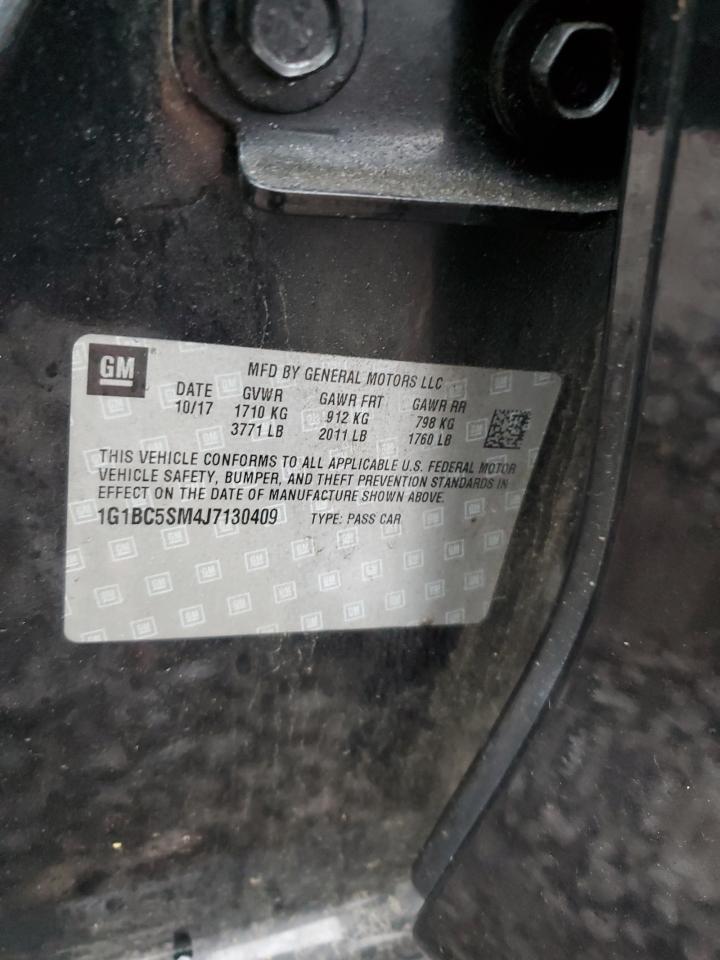 GM
MFD BY GENERAL MOTORS LLC
DATE GVWR GAWR FRT GAWR RR
10/17 1710 KG 912 KG 798 KG
3771 LB 2011 LB 1760 LB
THIS VEHICLE CONFORMS TO ALL APPLICABLE U.S. FEDERAL MOTOR
VEHICLE SAFETY, BUMPER, AND THEFT PREVENTION STANDARDS IN
EFFECT ON THE DATE OF MANUFACTURE SHOWN ABOVE.
1G1BC5SM4J7130409 TYPE: PASS CAR